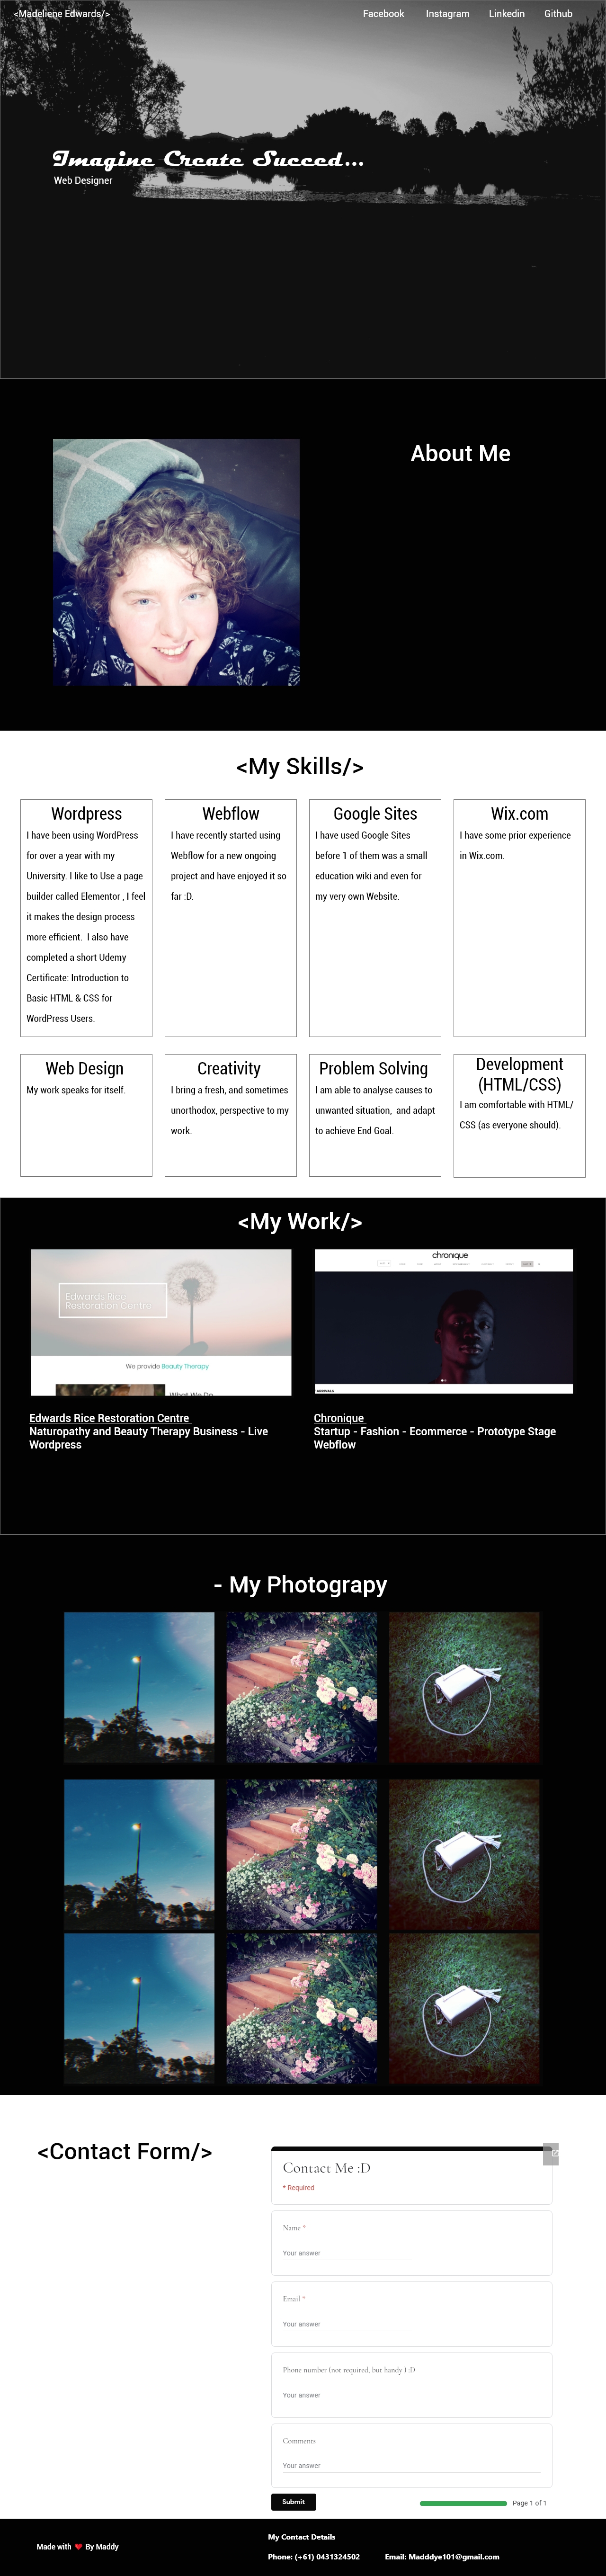 <Madeliene Edwards/>
Facebook Instagram Linkedin Github
Imagine Create Succed...
Web Designer
About Me
<My Skills/>
Wordpress
I have been using WordPress
for over a year with my
University. I like to Use a page
builder called Elementor , I feel
it makes the design process
more efficient.  I also have
completed a short Udemy
Certificate: Introduction to
Basic HTML & CSS for
WordPress Users.
Webflow
I have recently started using
Webflow for a new ongoing
project and have enjoyed it so
far :D.
Google Sites
I have used Google Sites
before 1 of them was a small
education wiki and even for
my very own Website.
Wix.com
I have some prior experience
in Wix.com.
Web Design
My work speaks for itself.
Creativity
I bring a fresh, and sometimes
unorthodox, perspective to my
work.
Problem Solving
I am able to analyse causes to
unwanted situation,  and adapt
to achieve End Goal.
Development
(HTML/CSS)
I am comfortable with HTML/
CSS (as everyone should).
<My Work/>
Edwards Rice
Restoration Centre
We provide Beauty Therapy
What We Do
Edwards Rice Restoration Centre
Naturopathy and Beauty Therapy Business - Live
Wordpress
chronique
ARRIVALS
Chronique
Startup - Fashion - Ecommerce - Prototype Stage
Webflow
- My Photograpy
<Contact Form/>
Contact Me :D
* Required
Name *
Your answer
Email *
Your answer
Phone number (not required, but handy ) :D
Your answer
Comments
Your answer
Submit
Page 1 of 1
Made with ❤ By Maddy
My Contact Details
Phone: (+61) 0431324502 Email: Madddye101@gmail.com